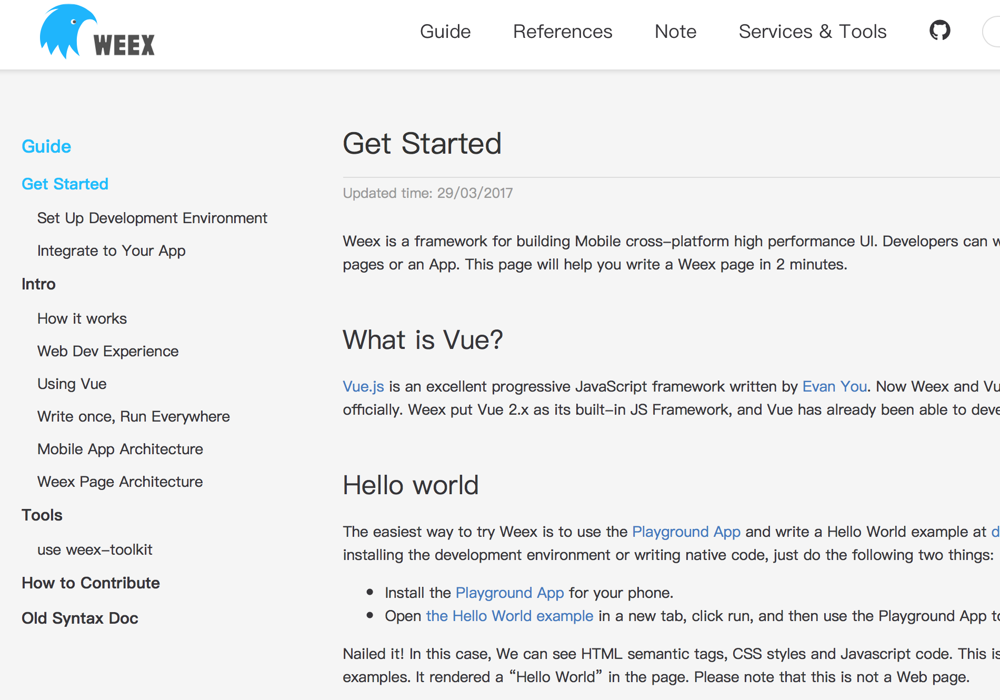 WEEX
Guide References Note Services & Tools
Guide
Get Started
Set Up Development Environment
Integrate to Your App
Intro
How it works
Web Dev Experience
Using Vue
Write once, Run Everywhere
Mobile App Architecture
Weex Page Architecture
Tools
use weex-toolkit
How to Contribute
Old Syntax Doc
Get Started
Updated time: 29/03/2017
Weex is a framework for building Mobile cross-platform high performance UI. Developers can
pages or an App. This page will help you write a Weex page in 2 minutes.
What is Vue?
Vue.js is an excellent progressive JavaScript framework written by Evan You. Now Weex and
officially. Weex put Vue 2.x as its built-in JS Framework, and Vue has already been able to
Hello world
The easiest way to try Weex is to use the Playground App and write a Hello World example at
installing the development environment or writing native code, just do the following two things:
Install the Playground App for your phone.
Open the Hello World example in a new tab, click run, and then use the Playground App
Nailed it! In this case, We can see HTML semantic tags, CSS styles and Javascript code. This
examples. It rendered a “Hello World” in the page. Please note that this is not a Web page.